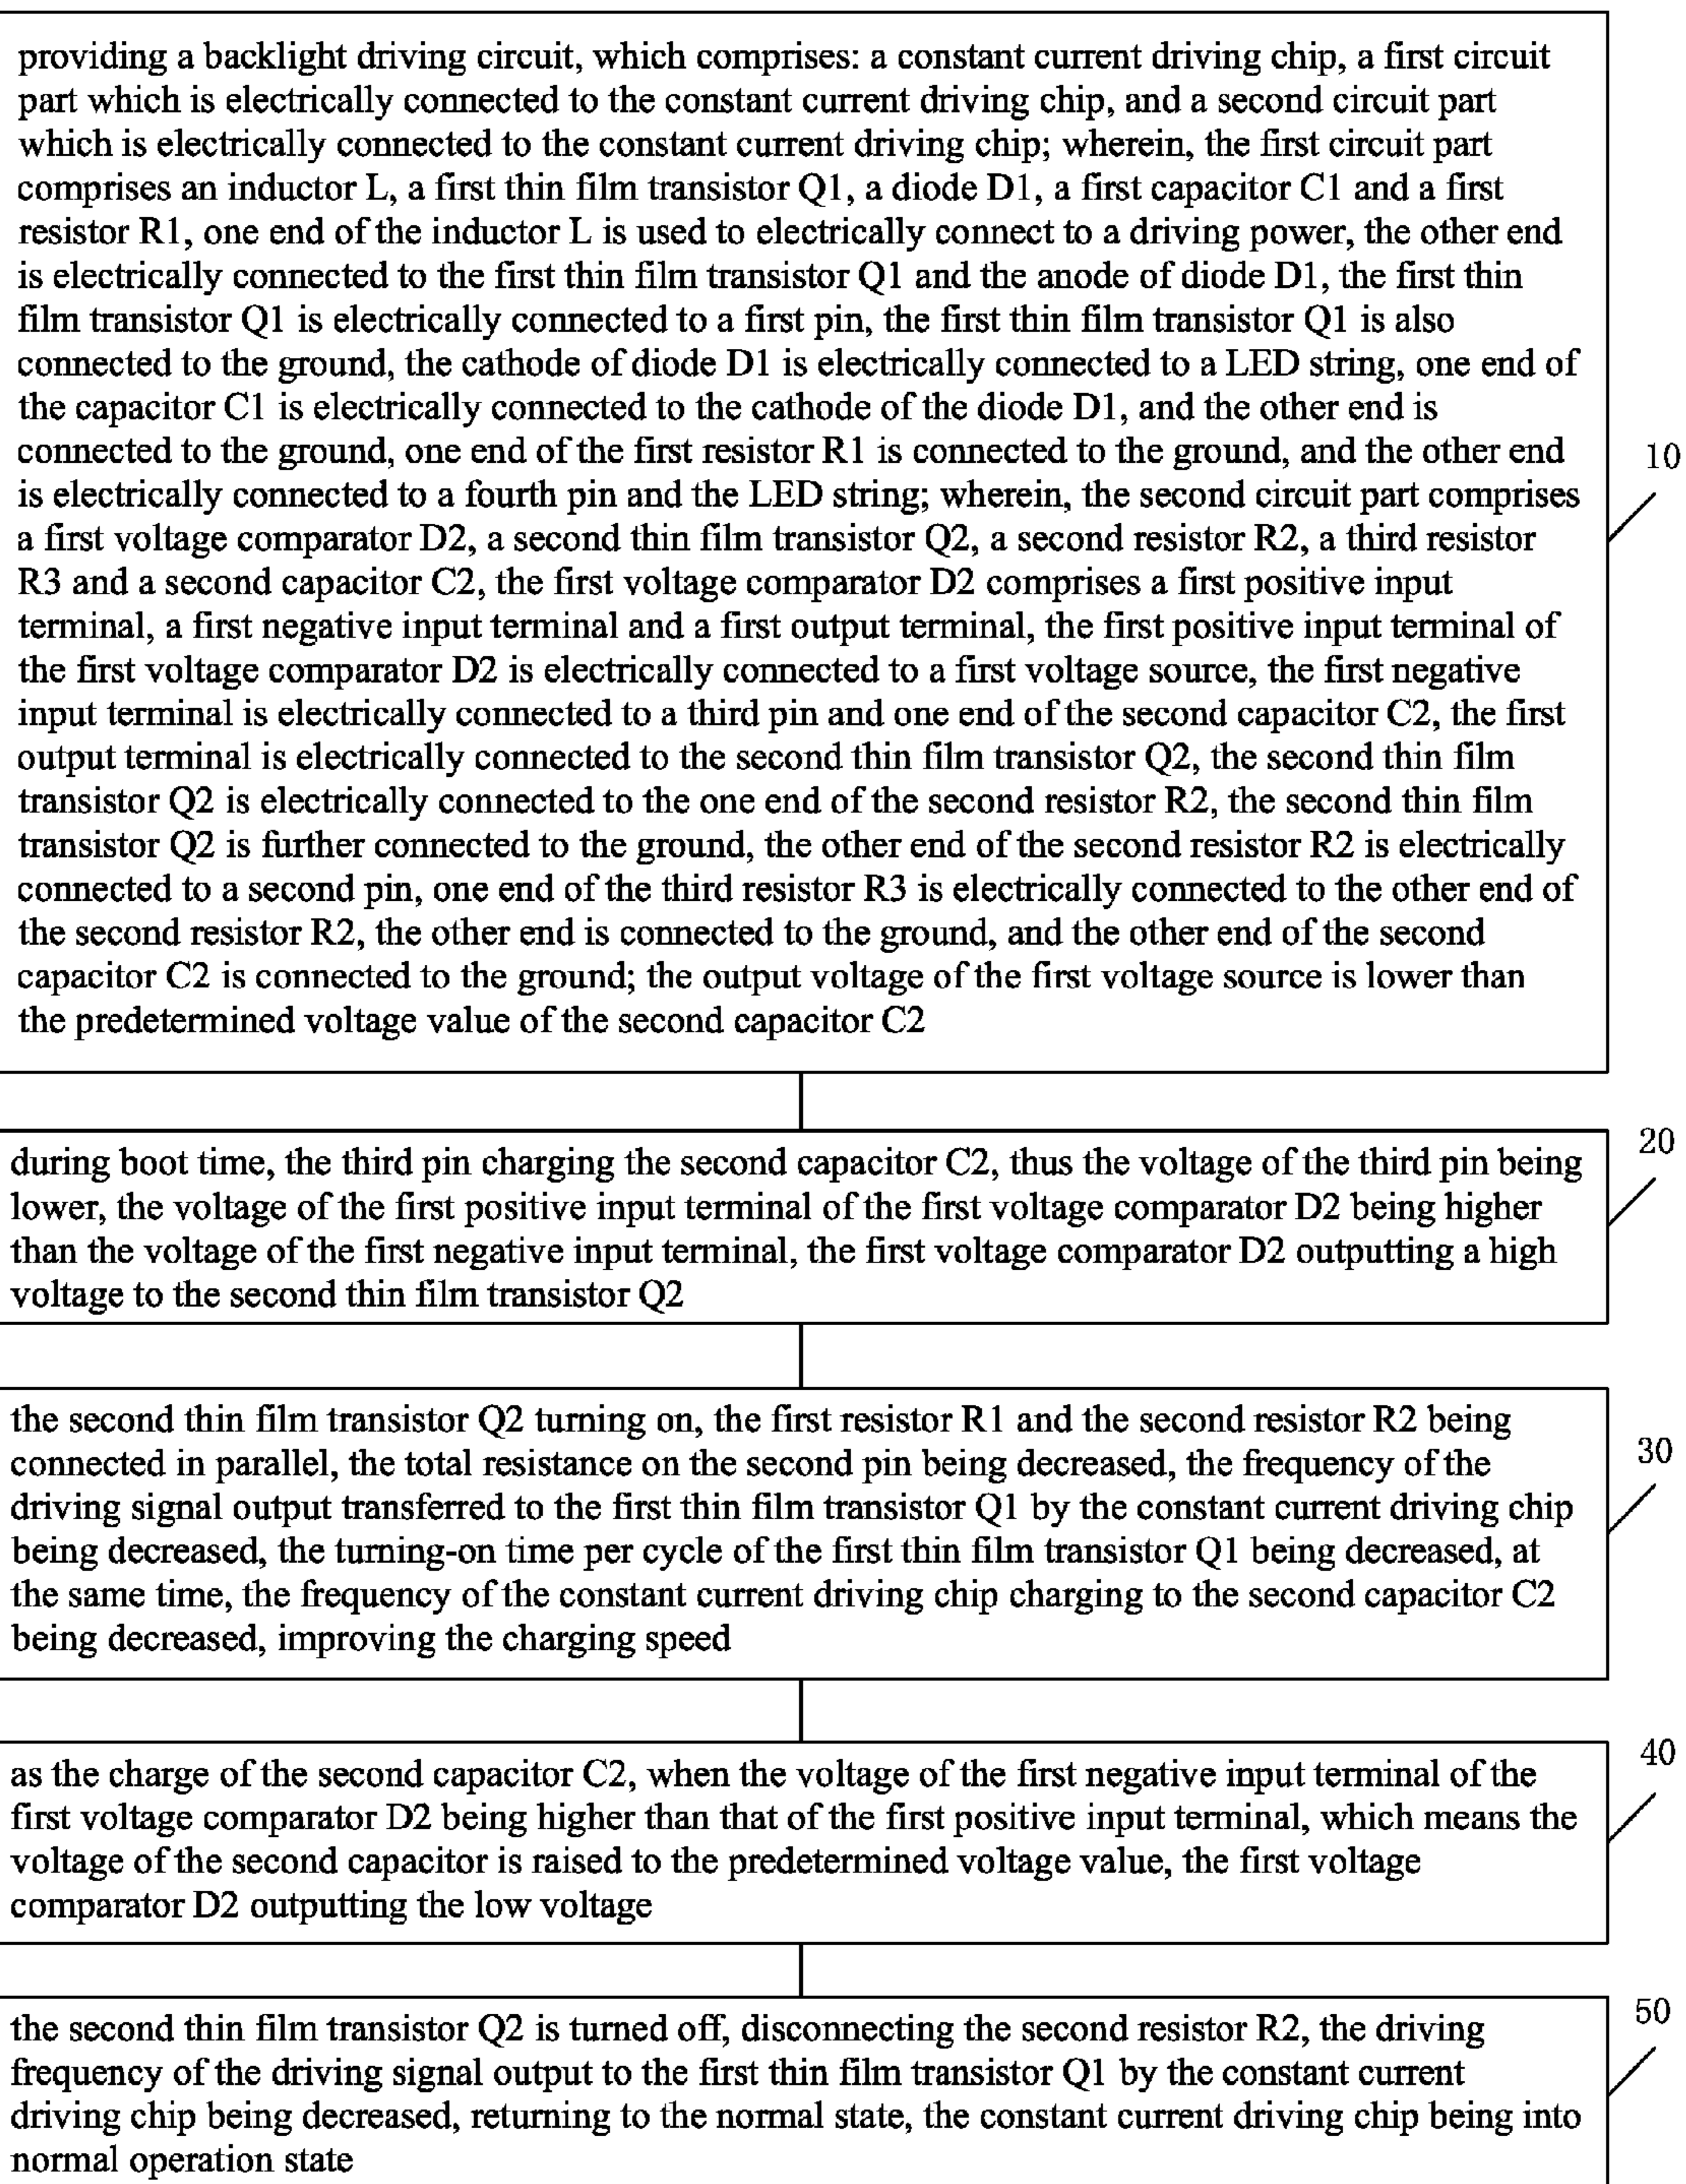 providing a backlight driving circuit, which comprises: a constant current driving chip, a first circuit
part which is electrically connected to the constant current driving chip, and a second circuit part
which is electrically connected to the constant current driving chip; wherein, the first circuit part
comprises an inductor L, a first thin film transistor Q1, a diode D1, a first capacitor C1 and a first
resistor R1, one end of the inductor L is used to electrically connect to a driving power, the other end
is electrically connected to the first thin film transistor Q1 and the anode of diode D1, the first thin
film transistor Q1 is electrically connected to a first pin, the first thin film transistor Q1 is also
connected to the ground, the cathode of diode D1 is electrically connected to a LED string, one end of
the capacitor C1 is electrically connected to the cathode of the diode D1, and the other end is
connected to the ground, one end of the first resistor R1 is connected to the ground, and the other end
is electrically connected to a fourth pin and the LED string; wherein, the second circuit part comprises
a first voltage comparator D2, a second thin film transistor Q2, a second resistor R2, a third resistor
R3 and a second capacitor C2, the first voltage comparator D2 comprises a first positive input
terminal, a first negative input terminal and a first output terminal, the first positive input terminal of
the first voltage comparator D2 is electrically connected to a first voltage source, the first negative
input terminal is electrically connected to a third pin and one end of the second capacitor C2, the first
output terminal is electrically connected to the second thin film transistor Q2, the second thin film
transistor Q2 is electrically connected to the one end of the second resistor R2, the second thin film
transistor Q2 is further connected to the ground, the other end of the second resistor R2 is electrically
connected to a second pin, one end of the third resistor R3 is electrically connected to the other end of
the second resistor R2, the other end is connected to the ground, and the other end of the second
capacitor C2 is connected to the ground; the output voltage of the first voltage source is lower than
the predetermined voltage value of the second capacitor C2
10
during boot time, the third pin charging the second capacitor C2, thus the voltage of the third pin being
lower, the voltage of the first positive input terminal of the first voltage comparator D2 being higher
than the voltage of the first negative input terminal, the first voltage comparator D2 outputting a high
voltage to the second thin film transistor Q2
20
the second thin film transistor Q2 turning on, the first resistor R1 and the second resistor R2 being
connected in parallel, the total resistance on the second pin being decreased, the frequency of the
driving signal output transferred to the first thin film transistor Q1 by the constant current driving chip
being decreased, the turning-on time per cycle of the first thin film transistor Q1 being decreased, at
the same time, the frequency of the constant current driving chip charging to the second capacitor C2
being decreased, improving the charging speed
30
as the charge of the second capacitor C2, when the voltage of the first negative input terminal of the
first voltage comparator D2 being higher than that of the first positive input terminal, which means the
voltage of the second capacitor is raised to the predetermined voltage value, the first voltage
comparator D2 outputting the low voltage
40
the second thin film transistor Q2 is turned off, disconnecting the second resistor R2, the driving
frequency of the driving signal output to the first thin film transistor Q1 by the constant current
driving chip being decreased, returning to the normal state, the constant current driving chip being into
normal operation state
50